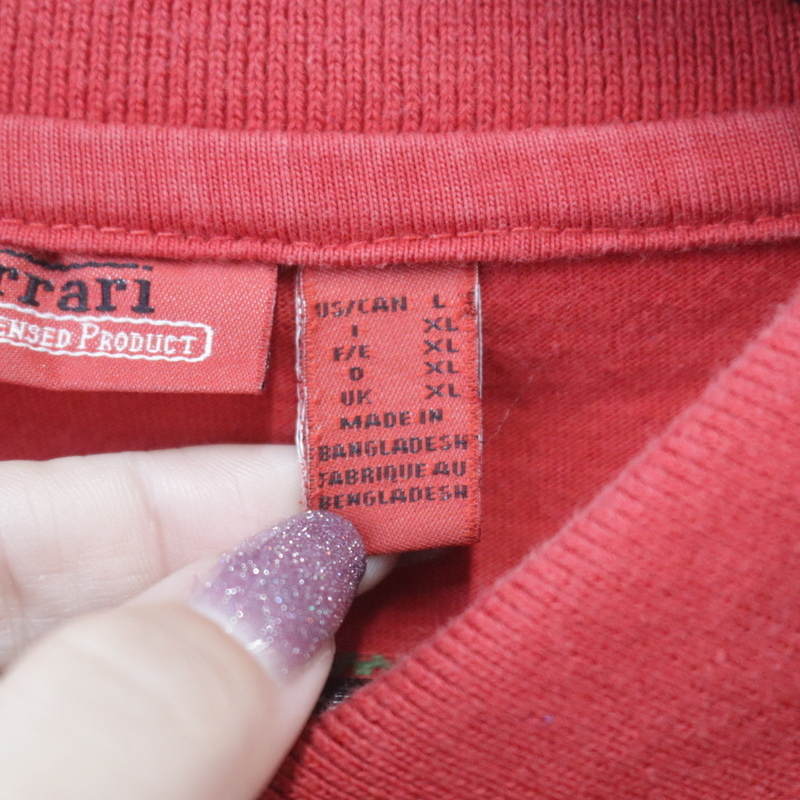 rrari
ENSED PRODUCT
US/CAN L
I XL
F/E XL
D XL
UK XL
MADE IN
BANGLADESH
FABRIQUE AU
BENGLADESH